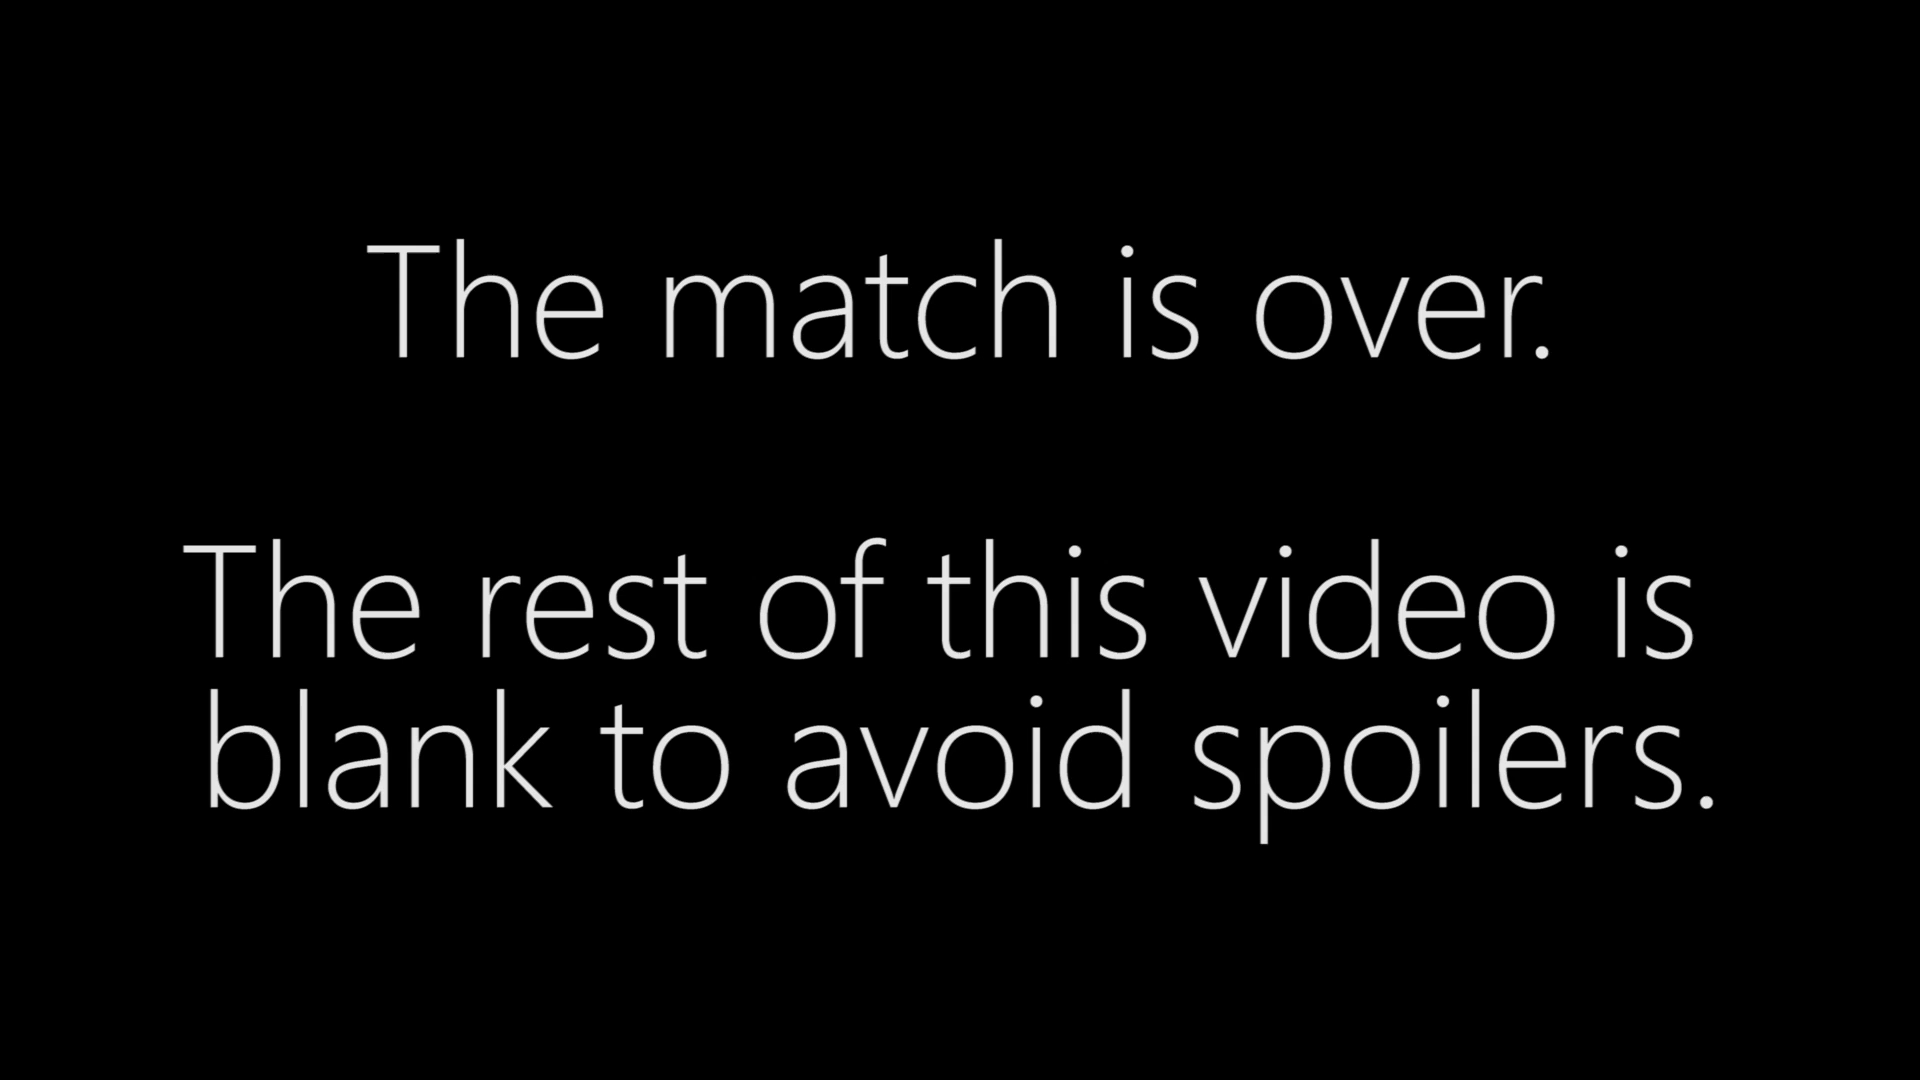 The match is over.
The rest of this video is
blank to avoid spoilers.